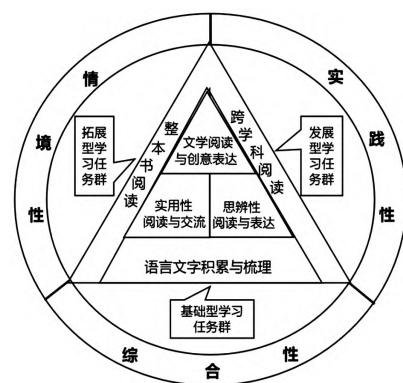 情境性
实践性
整本书阅读
跨学科阅读
拓展
型学
习任
务群
发展
型学
习任
务群
文学阅读
与创意表达
实用性
阅读与交流
思辨性
阅读与表达
语言文字积累与梳理
基础型学习
任务群
综合性